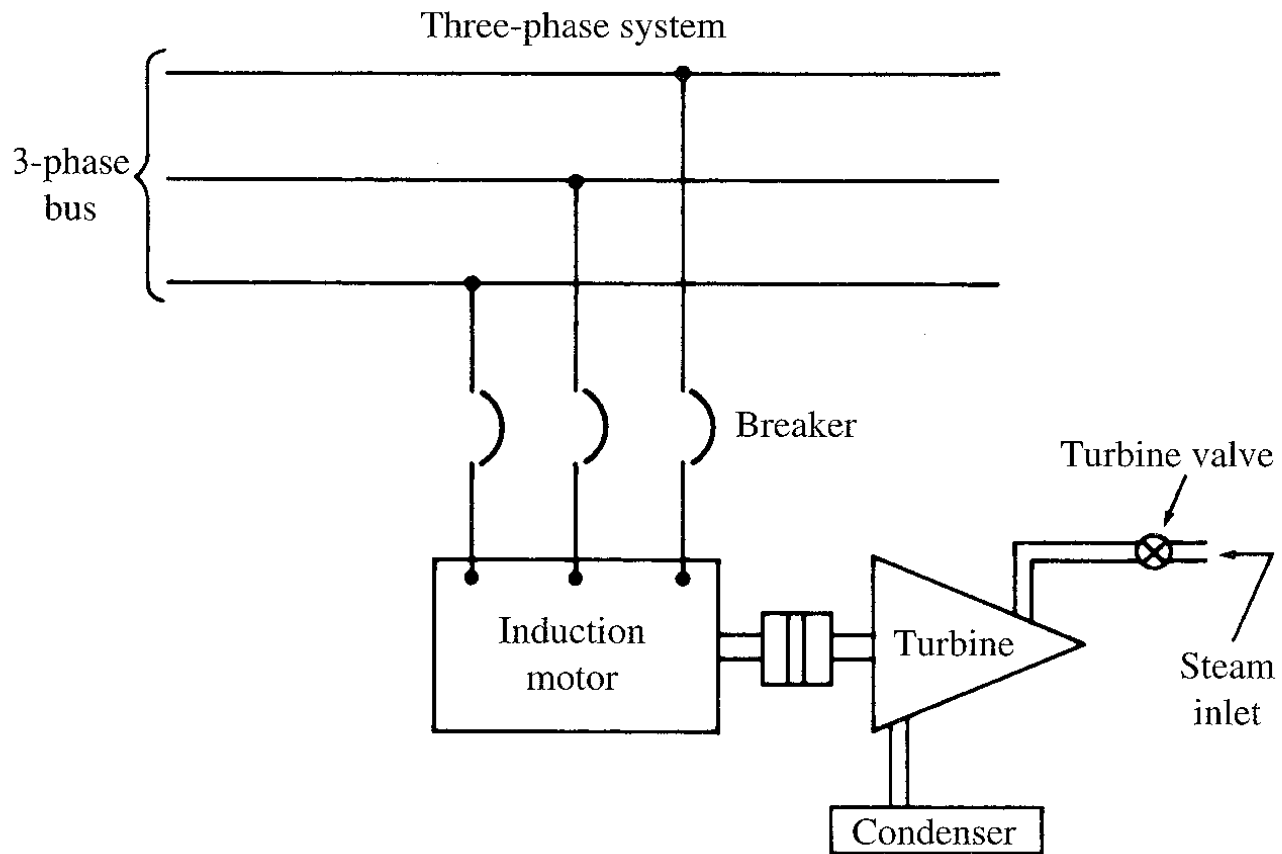 Three-phase system
3-phase
bus
Breaker
Turbine valve
Induction
motor
Turbine
Steam
inlet
Condenser